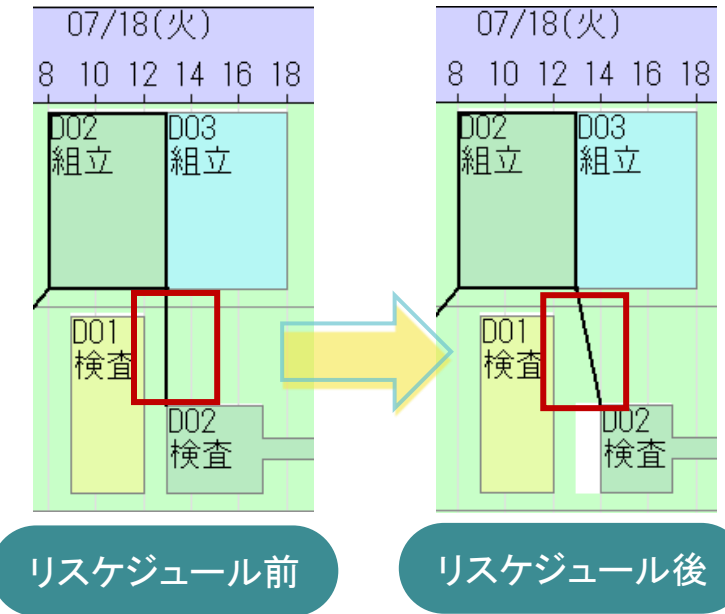 07/18(火)
8 10 12 14 16 18
D02
組立
D03
組立
D01
検査
D02
検査
リスケジュール前
07/18(火)
8 10 12 14 16 18
D02
組立
D03
組立
D01
検査
D02
検査
リスケジュール後